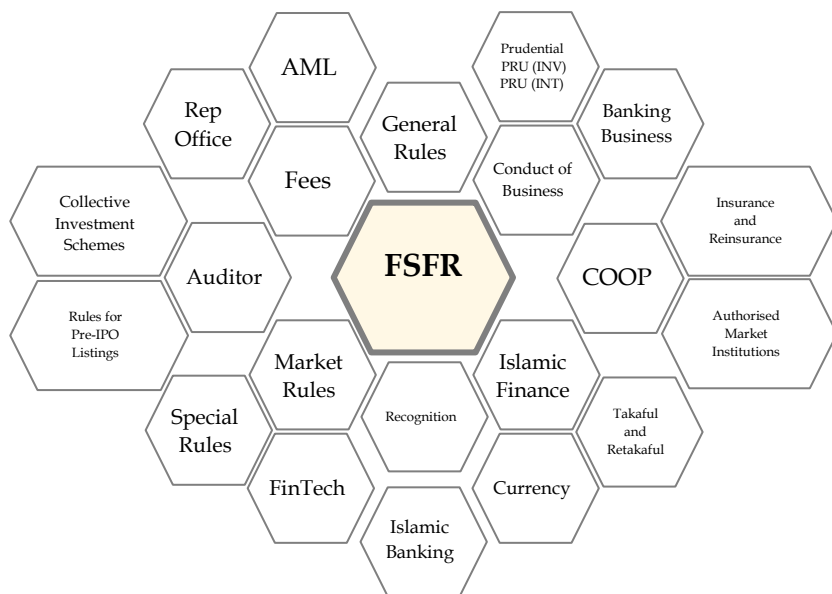 AML
Prudential
PRU (INV)
PRU (INT)
Rep
Office
General
Rules
Banking
Business
Fees
Conduct of
Business
Collective
Investment
Schemes
Insurance
and
Reinsurance
Auditor
FSFR
COOP
Rules for
Pre-IPO
Listings
Authorised
Market
Institutions
Market
Rules
Islamic
Finance
Special
Rules
Recognition
Takaful
and
Retakaful
FinTech
Currency
Islamic
Banking